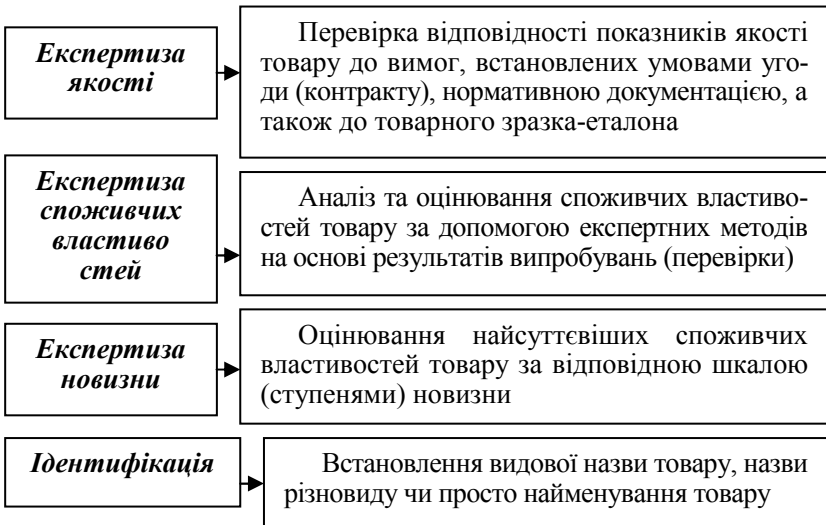 Експертиза
якості
Перевірка відповідності показників якості
товару до вимог, встановлених умовами уго-
ди (контракту), нормативною документацією, а
також до товарного зразка-еталона
Експертиза
споживчих
властиво
стей
Аналіз та оцінювання споживчих властиво-
стей товару за допомогою експертних методів
на основі результатів випробувань (перевірки)
Експертиза
новизни
Оцінювання найсуттєвіших споживчих
властивостей товару за відповідною шкалою
(ступенями) новизни
Ідентифікація
Встановлення видової назви товару, назви
різновиду чи просто найменування товару